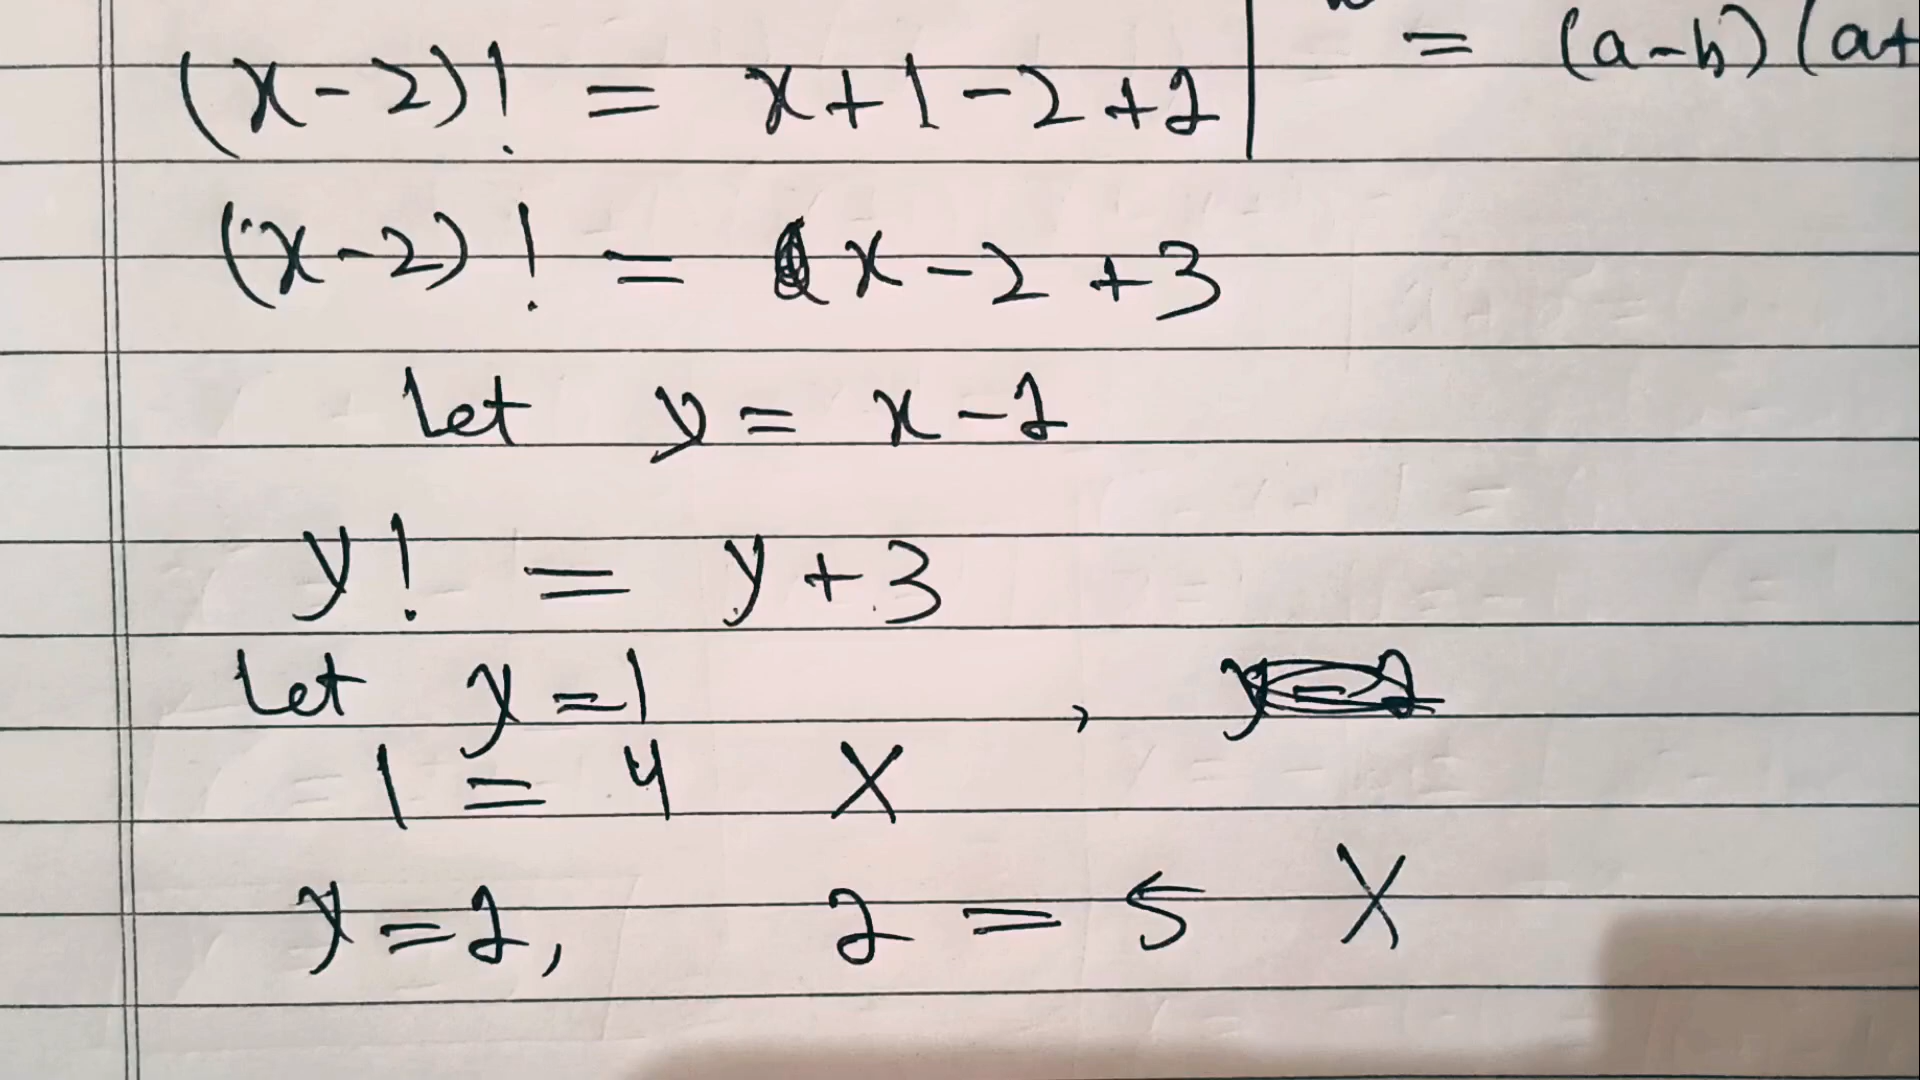 (x-2)! = x+1-2+2
= (a-b)(a+
(x-2)! = x-2+3
Let y = x-2
y! = y+3
Let y=1
1 = 4 X
y=2, 2 = 5 X